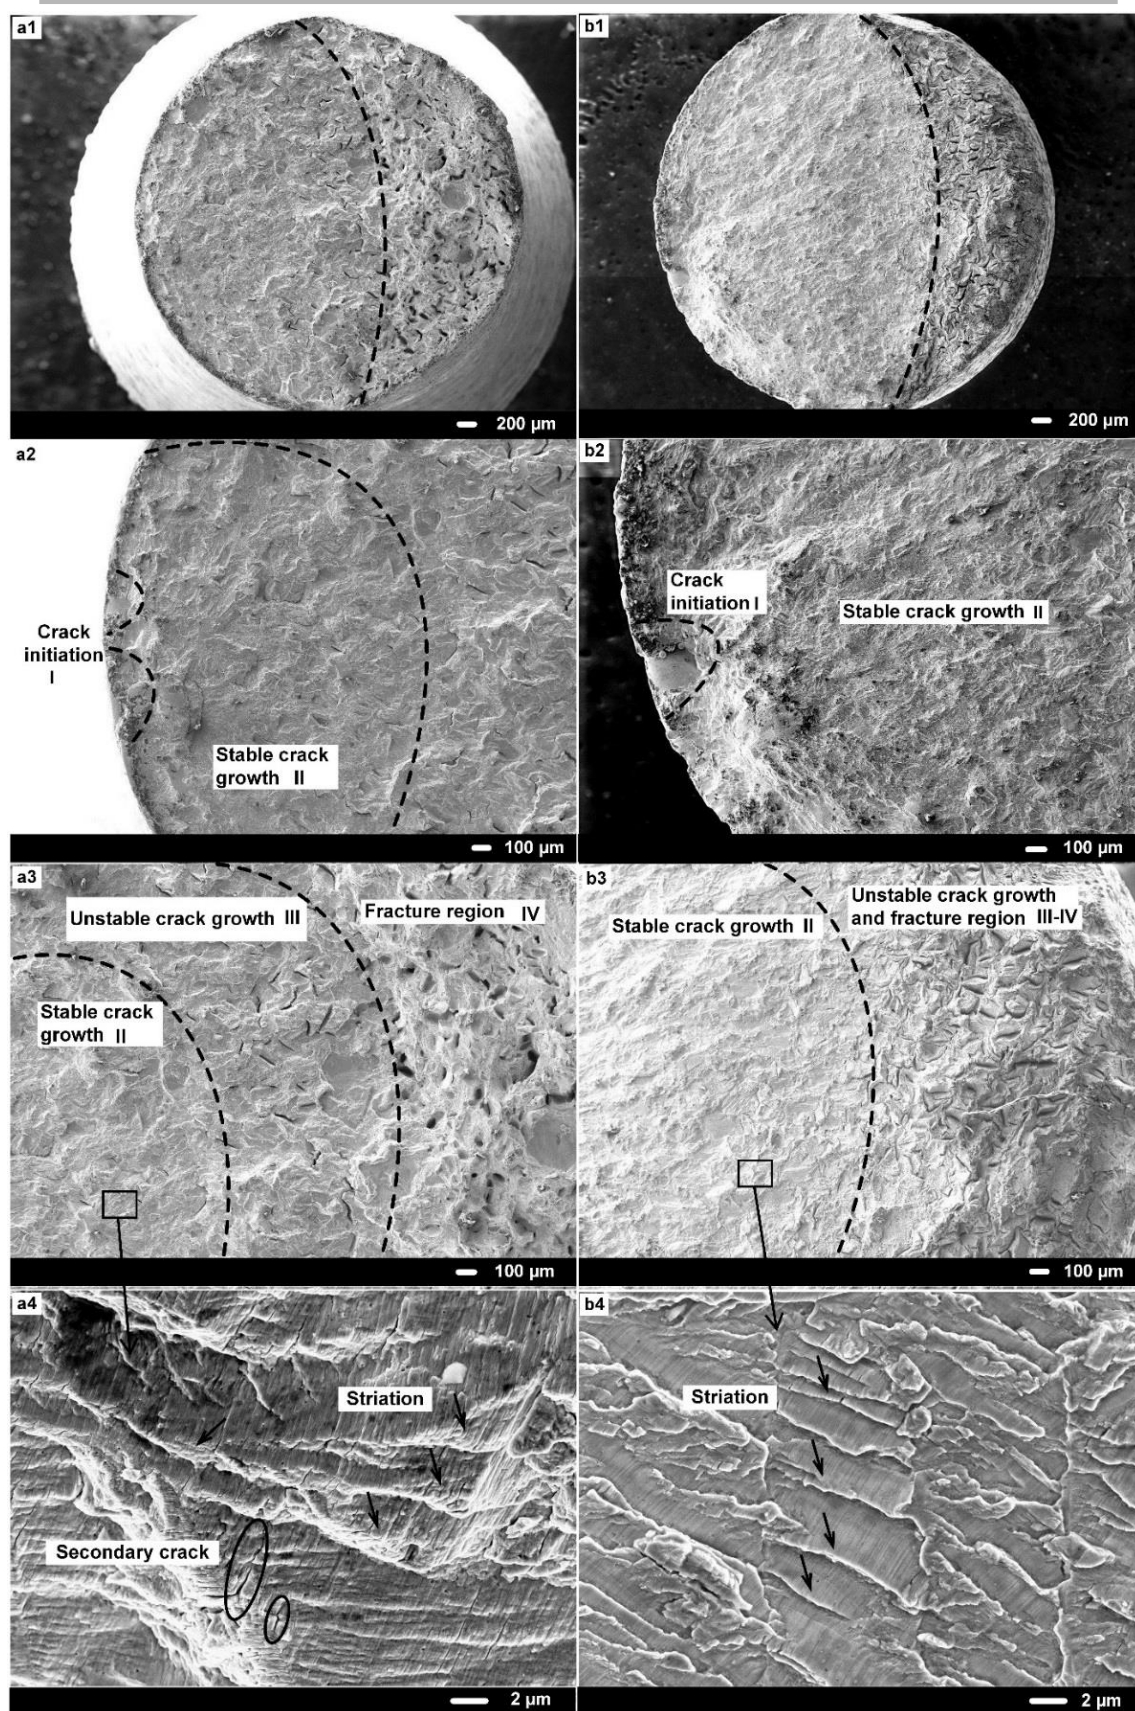 a1
200 µm
b1
200 µm
a2
Crack
initiation
I
Stable crack
growth II
100 µm
b2
Crack
initiation I
Stable crack growth II
100 µm
a3
Unstable crack growth III
Fracture region IV
Stable crack
growth II
100 µm
b3
Stable crack growth II
Unstable crack growth
and fracture region III-IV
100 µm
a4
Striation
Secondary crack
2 µm
b4
Striation
2 µm